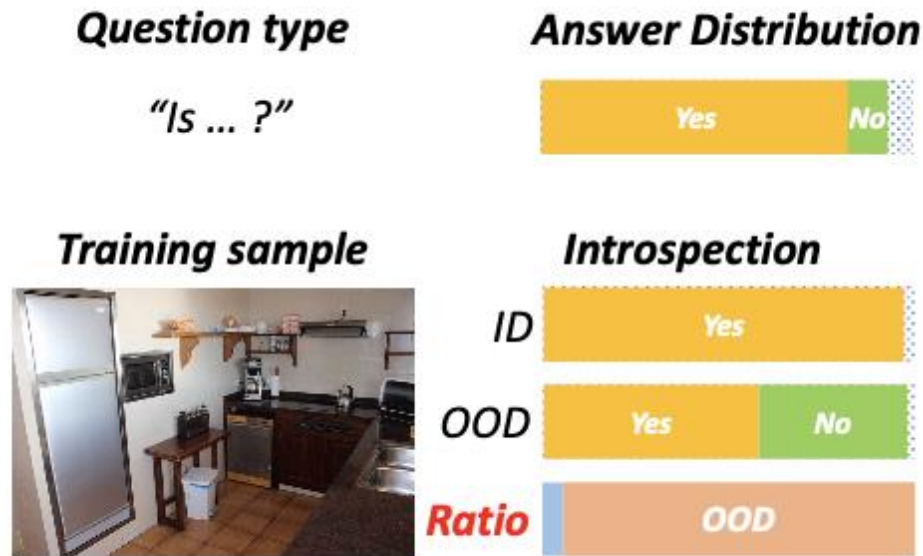 Question type
Answer Distribution
“Is ... ?”
Yes No
Training sample
Introspection
ID Yes
OOD Yes No
Ratio OOD